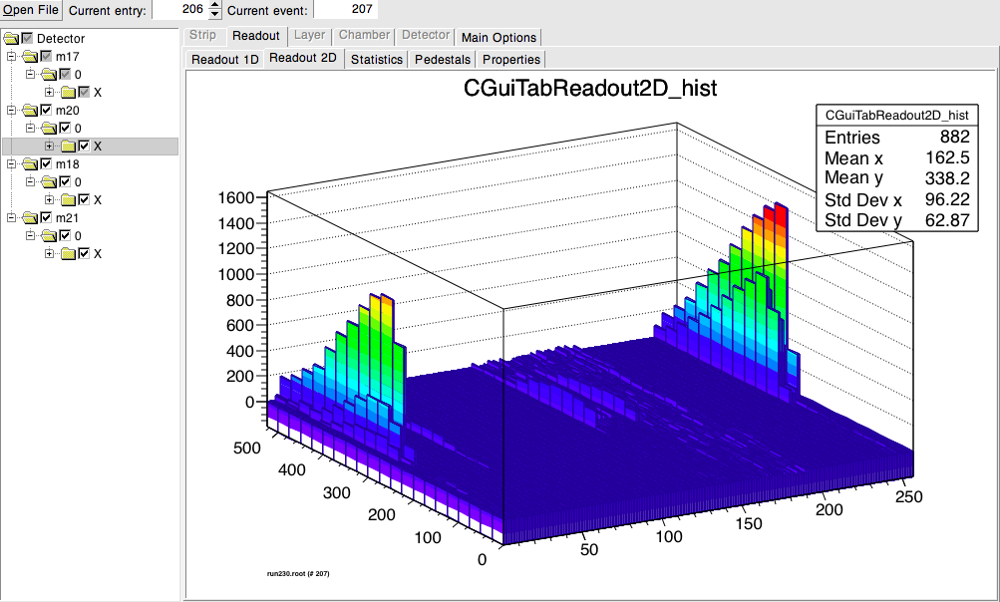 Open File Current entry: 206 Current event: 207
Detector
m17
0
X
m20
0
X
m18
0
X
m21
0
X
Strip Readout Layer Chamber Detector Main Options
Readout 1D Readout 2D Statistics Pedestals Properties
CGuiTabReadout2D_hist
CGuiTabReadout2D_hist
Entries 882
Mean x 162.5
Mean y 338.2
Std Dev x 96.22
Std Dev y 62.87
1600
1400
1200
1000
800
600
400
200
0
500
400
300
200
100
0
50
100
150
200
250
run230.root (# 207)